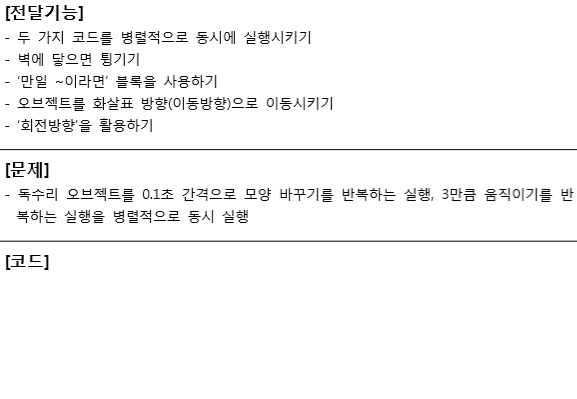 [전달기능]
- 두 가지 코드를 병렬적으로 동시에 실행시키기
- 벽에 닿으면 튕기기
- ‘만일 ~이라면’ 블록을 사용하기
- 오브젝트를 화살표 방향(이동방향)으로 이동시키기
- ‘회전방향’을 활용하기
[문제]
- 독수리 오브젝트를 0.1초 간격으로 모양 바꾸기를 반복하는 실행, 3만큼 움직이기를 반
복하는 실행을 병렬적으로 동시 실행
[코드]